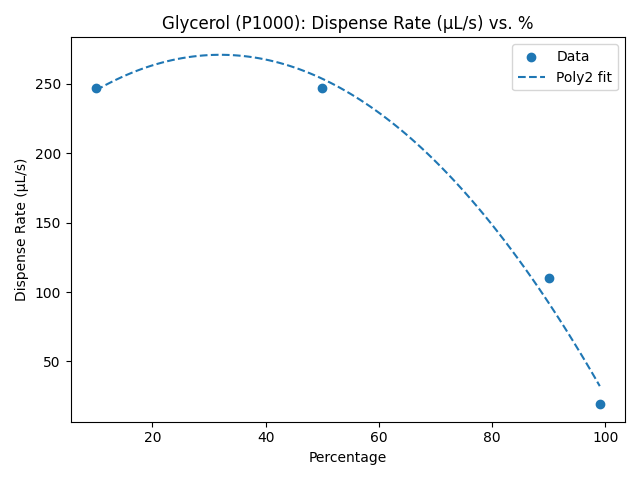 Glycerol (P1000): Dispense Rate (μL/s) vs. %
Data
Poly2 fit
Dispense Rate (μL/s)
250
200
150
100
50
20
40
60
80
100
Percentage